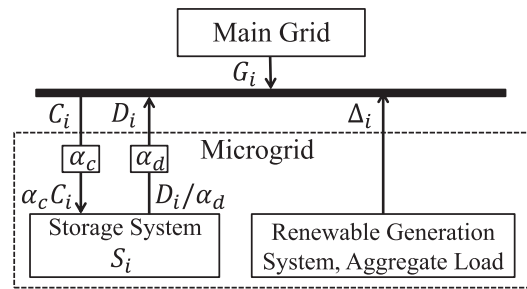 Main Grid
G_i
C_i D_i Δ_i
α_c α_d Microgrid
α_cC_i D_i/α_d
Storage System
S_i
Renewable Generation
System, Aggregate Load